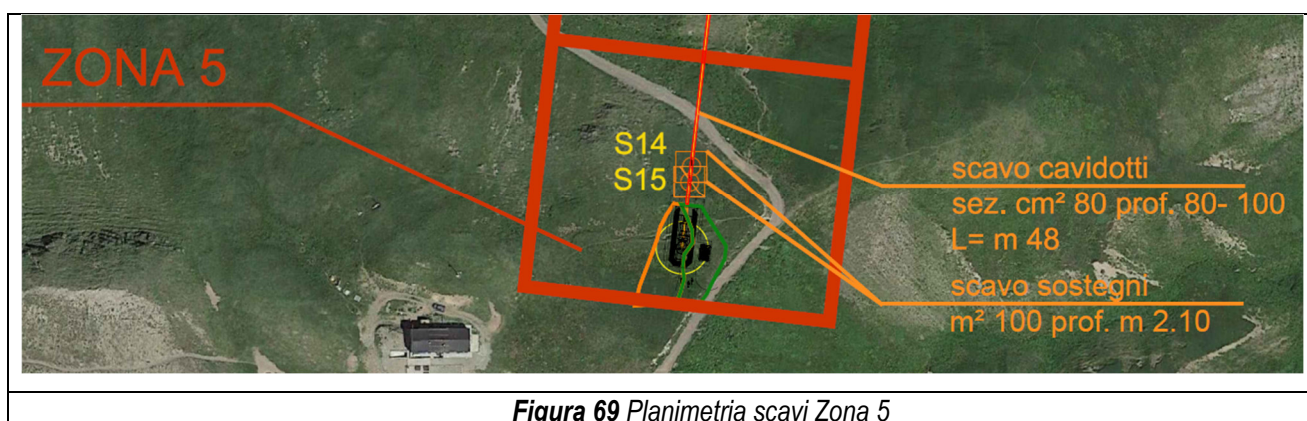 ZONA 5
S14
S15
scavo cavidotti
sez. cm² 80 prof. 80- 100
L= m 48
scavo sostegni
m² 100 prof. m 2.10
Figura 69 Planimetria scavi Zona 5